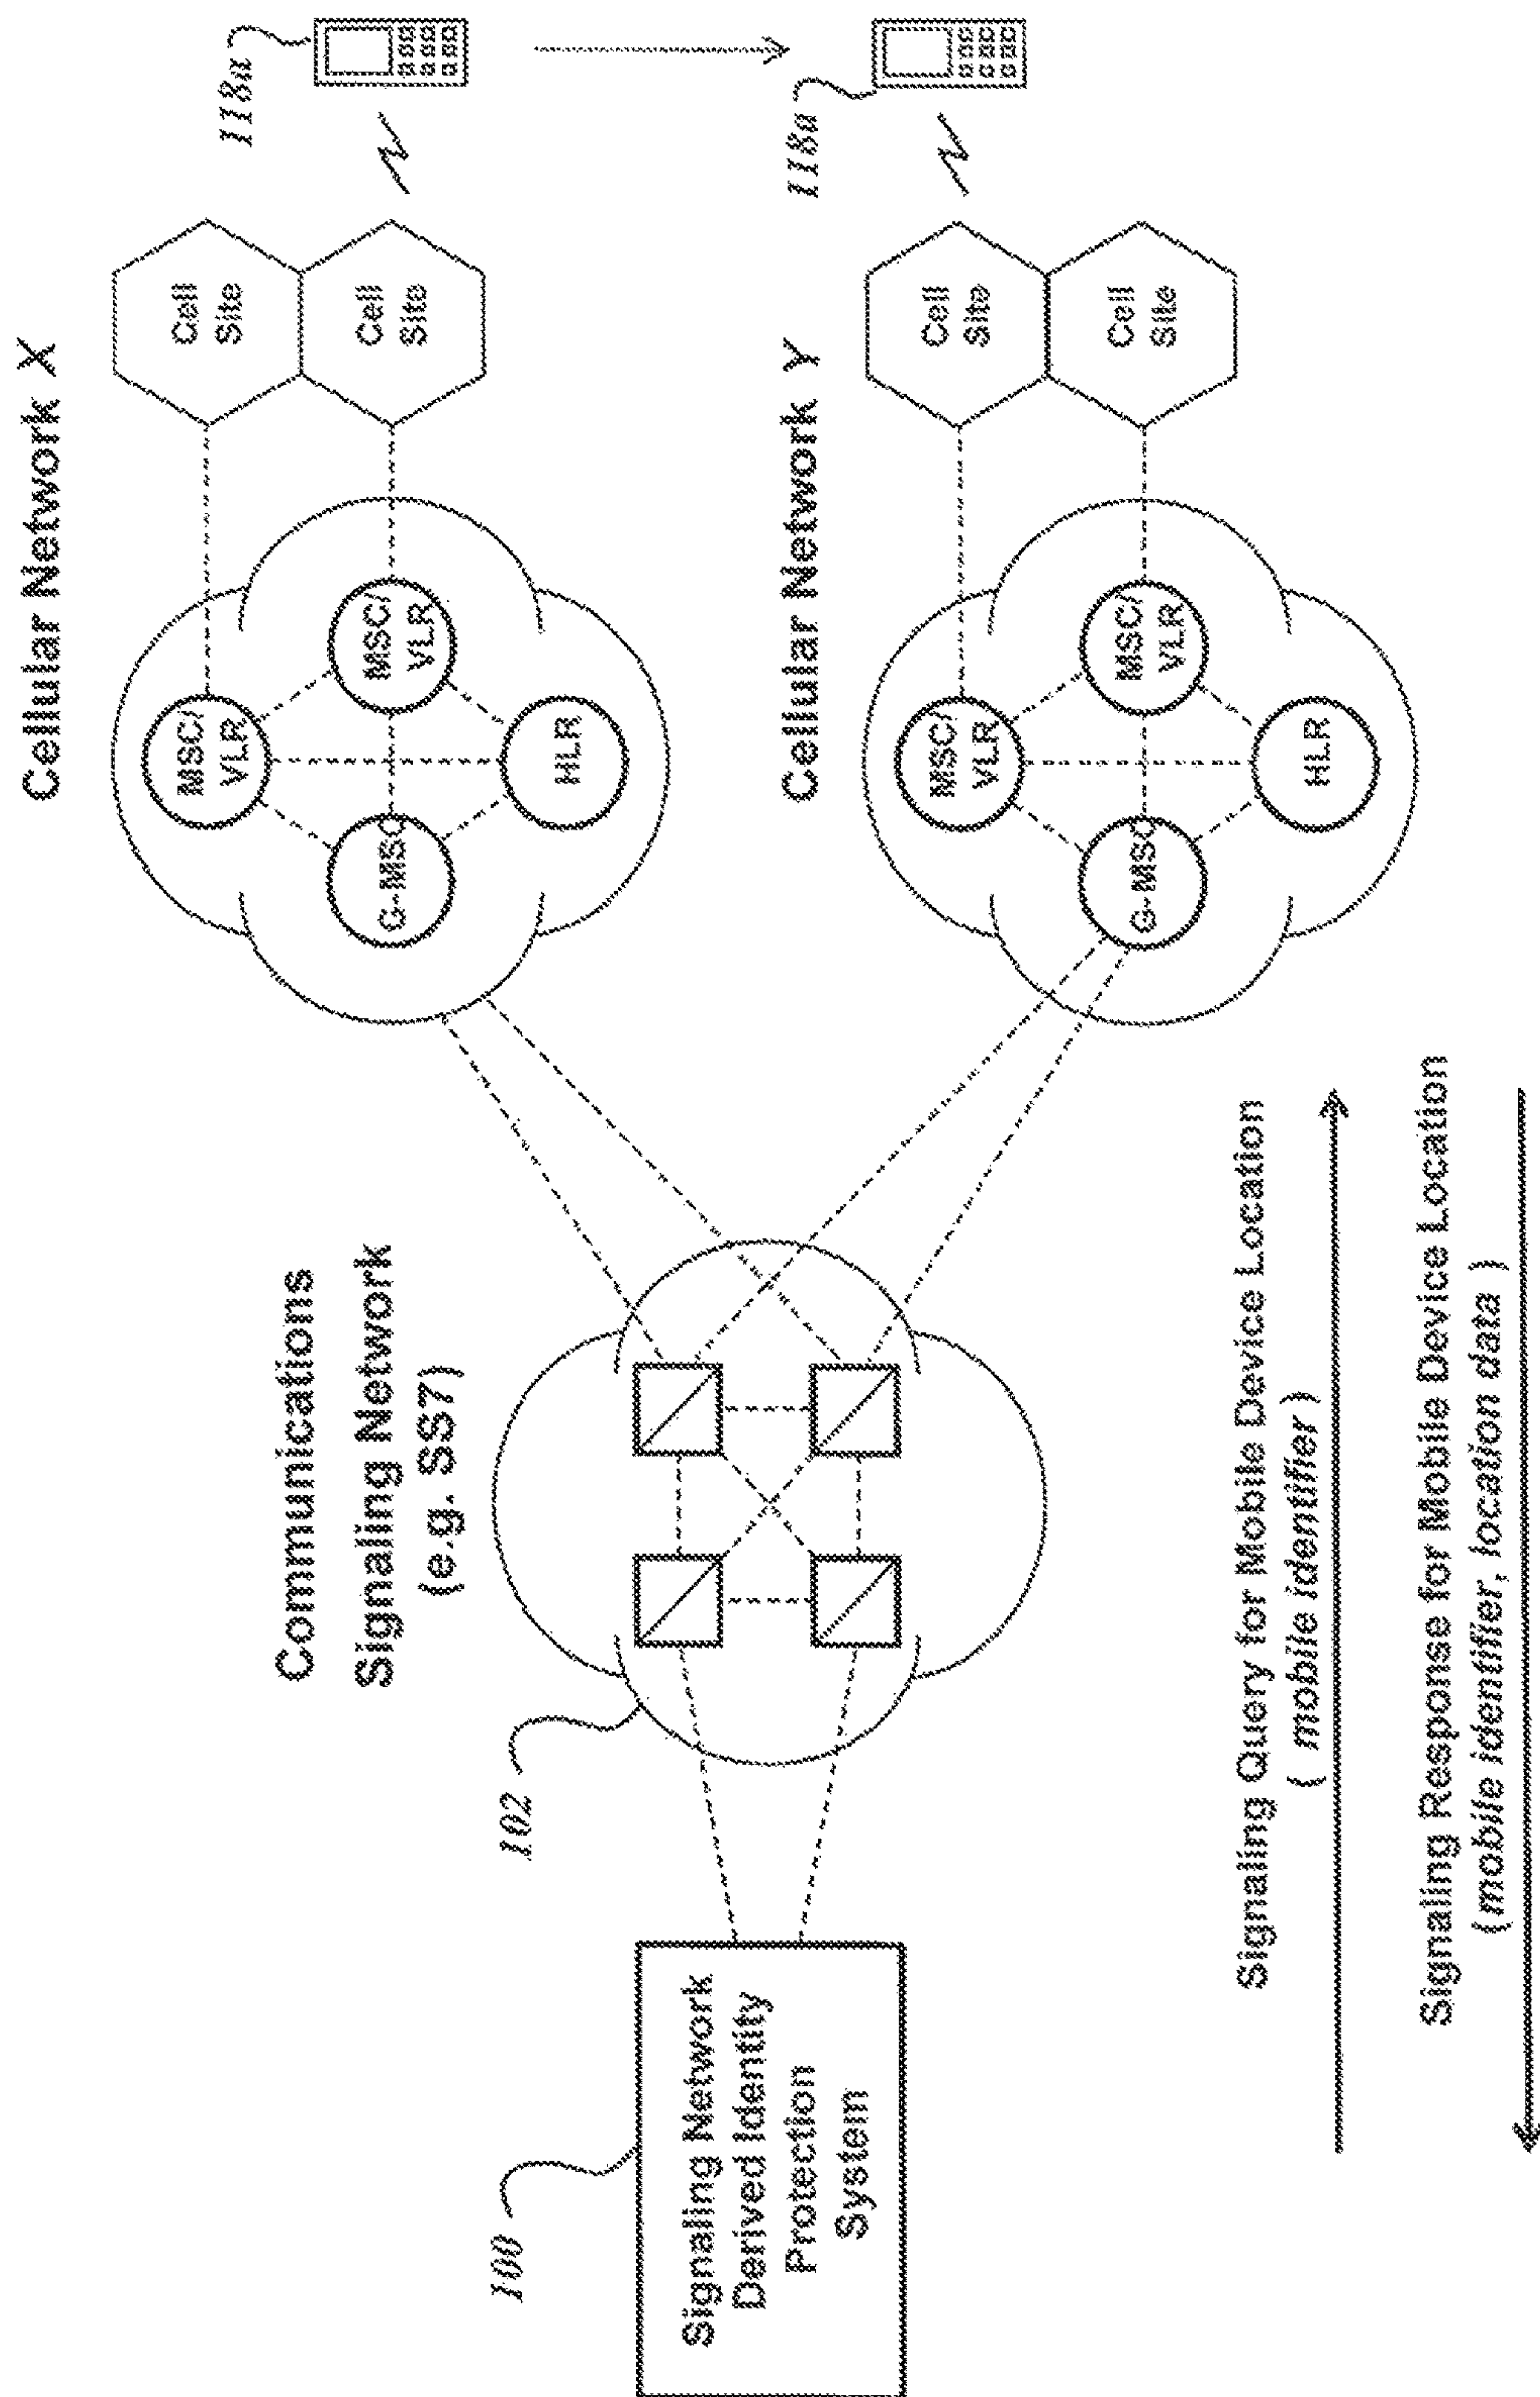 Cellular Network X
118a
Cell
Site
Cell
Site
MSC/
VLR
MSC/
VLR
G-MSC
HLR
Cellular Network Y
118a
Cell
Site
Cell
Site
MSC/
VLR
MSC/
VLR
G-MSC
HLR
Communications
Signaling Network
(e.g. SS7)
102
100
Signaling Network
Derived Identity
Protection
System
Signaling Query for Mobile Device Location
( mobile identifier )
Signaling Response for Mobile Device Location
(mobile identifier, location data )